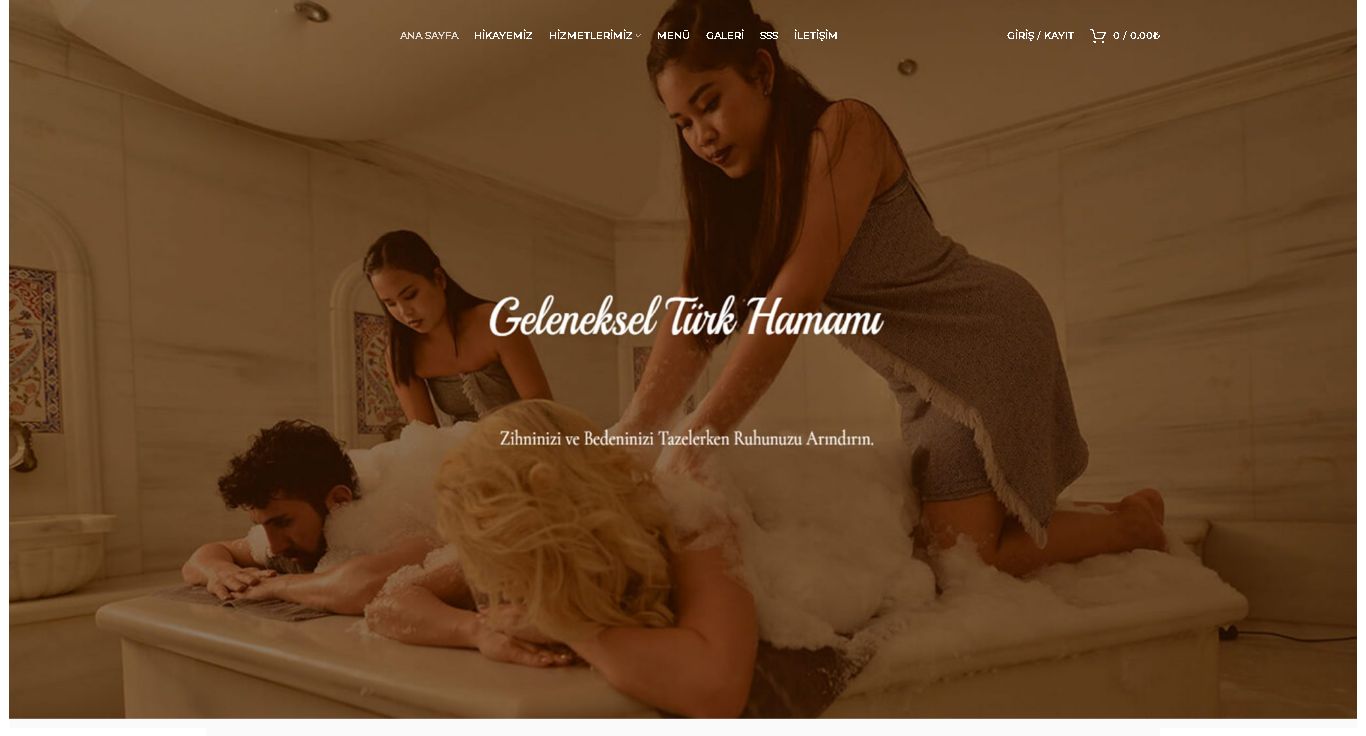 ANA SAYFA HİKAYEMİZ HİZMETLERİMİZ MENÜ GALERİ SSS İLETİŞİM GİRİŞ / KAYIT 0 / 0.00₺
Geleneksel Türk Hamamı
Zihninizi ve Bedeninizi Tazelerken Ruhunuzu Arındırın.